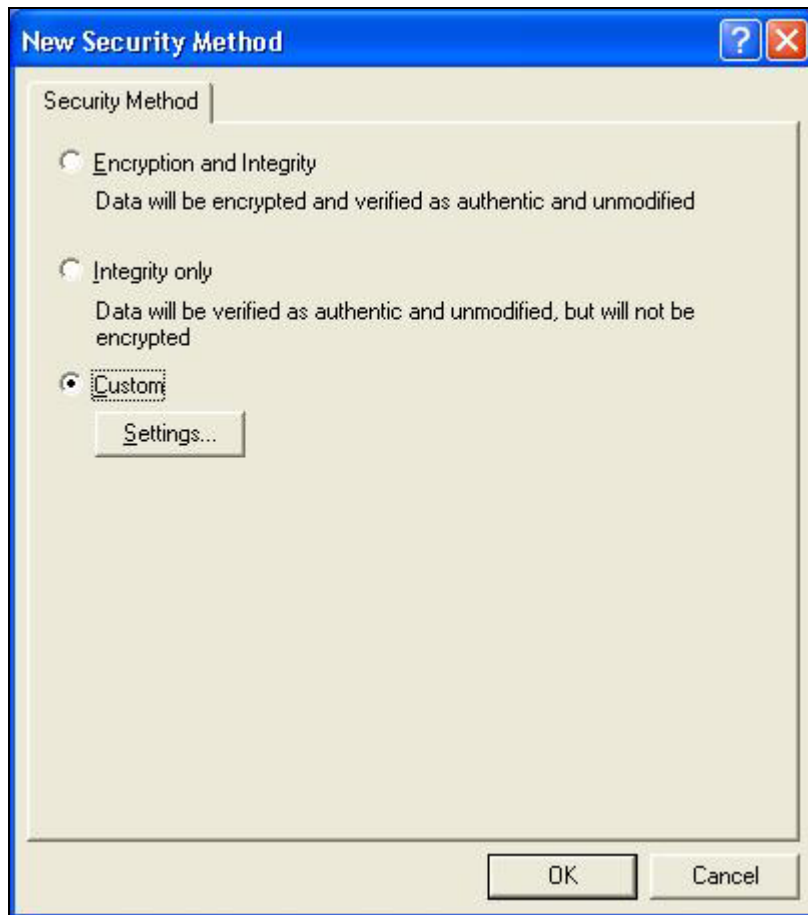 New Security Method
?
Security Method
Encryption and Integrity
Data will be encrypted and verified as authentic and unmodified
Integrity only
Data will be verified as authentic and unmodified, but will not be
encrypted
Custom
Settings...
OK
Cancel